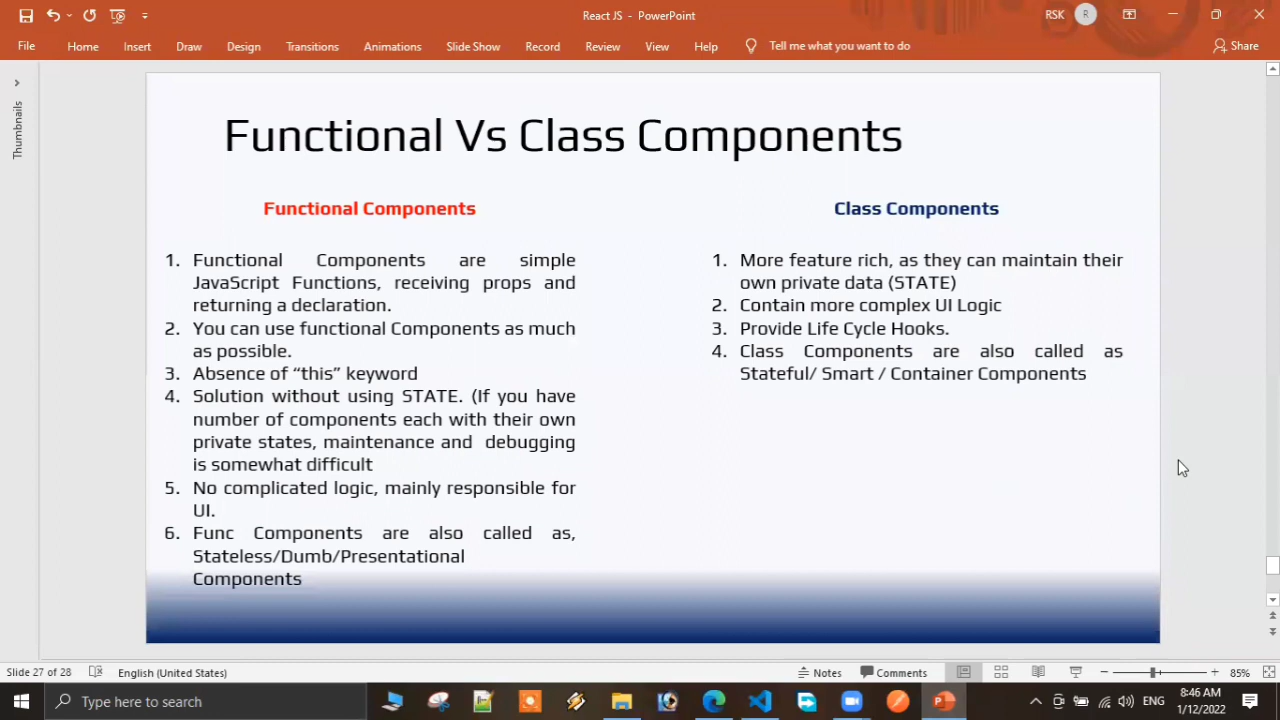 React JS - PowerPoint
RSK
R
File
Home
Insert
Draw
Design
Transitions
Animations
Slide Show
Record
Review
View
Help
Tell me what you want to do
Share
Thumbnails
Functional Vs Class Components
Functional Components
1. Functional Components are simple
JavaScript Functions, receiving props and
returning a declaration.
2. You can use functional Components as much
as possible.
3. Absence of “this” keyword
4. Solution without using STATE. (If you have
number of components each with their own
private states, maintenance and debugging
is somewhat difficult
5. No complicated logic, mainly responsible for
UI.
6. Func Components are also called as,
Stateless/Dumb/Presentational
Components
Class Components
1. More feature rich, as they can maintain their
own private data (STATE)
2. Contain more complex UI Logic
3. Provide Life Cycle Hooks.
4. Class Components are also called as
Stateful/ Smart / Container Components
Slide 27 of 28
English (United States)
Notes
Comments
85%
Type here to search
ENG
8:46 AM
1/12/2022